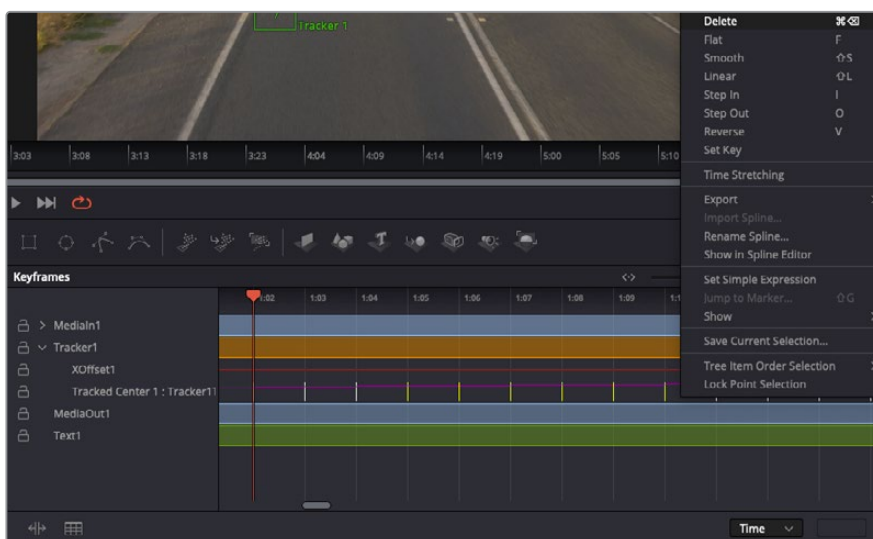 Tracker 1
Delete ⌘⌫
Flat F
Smooth ⇧S
Linear ⇧L
Step In I
Step Out O
Reverse V
Set Key
Time Stretching
Export
Import Spline...
Rename Spline...
Show in Spline Editor
Set Simple Expression
Jump to Marker... ⇧G
Show
Save Current Selection...
Tree Item Order Selection
Lock Point Selection
3:03 3:08 3:13 3:18 3:23 4:04 4:09 4:14 4:19 5:00 5:05 5:10
Keyframes
1:02 1:03 1:04 1:05 1:06 1:07 1:08 1:09
MediaIn1
Tracker1
XOffset1
Tracked Center 1 : Tracker1
MediaOut1
Text1
Time